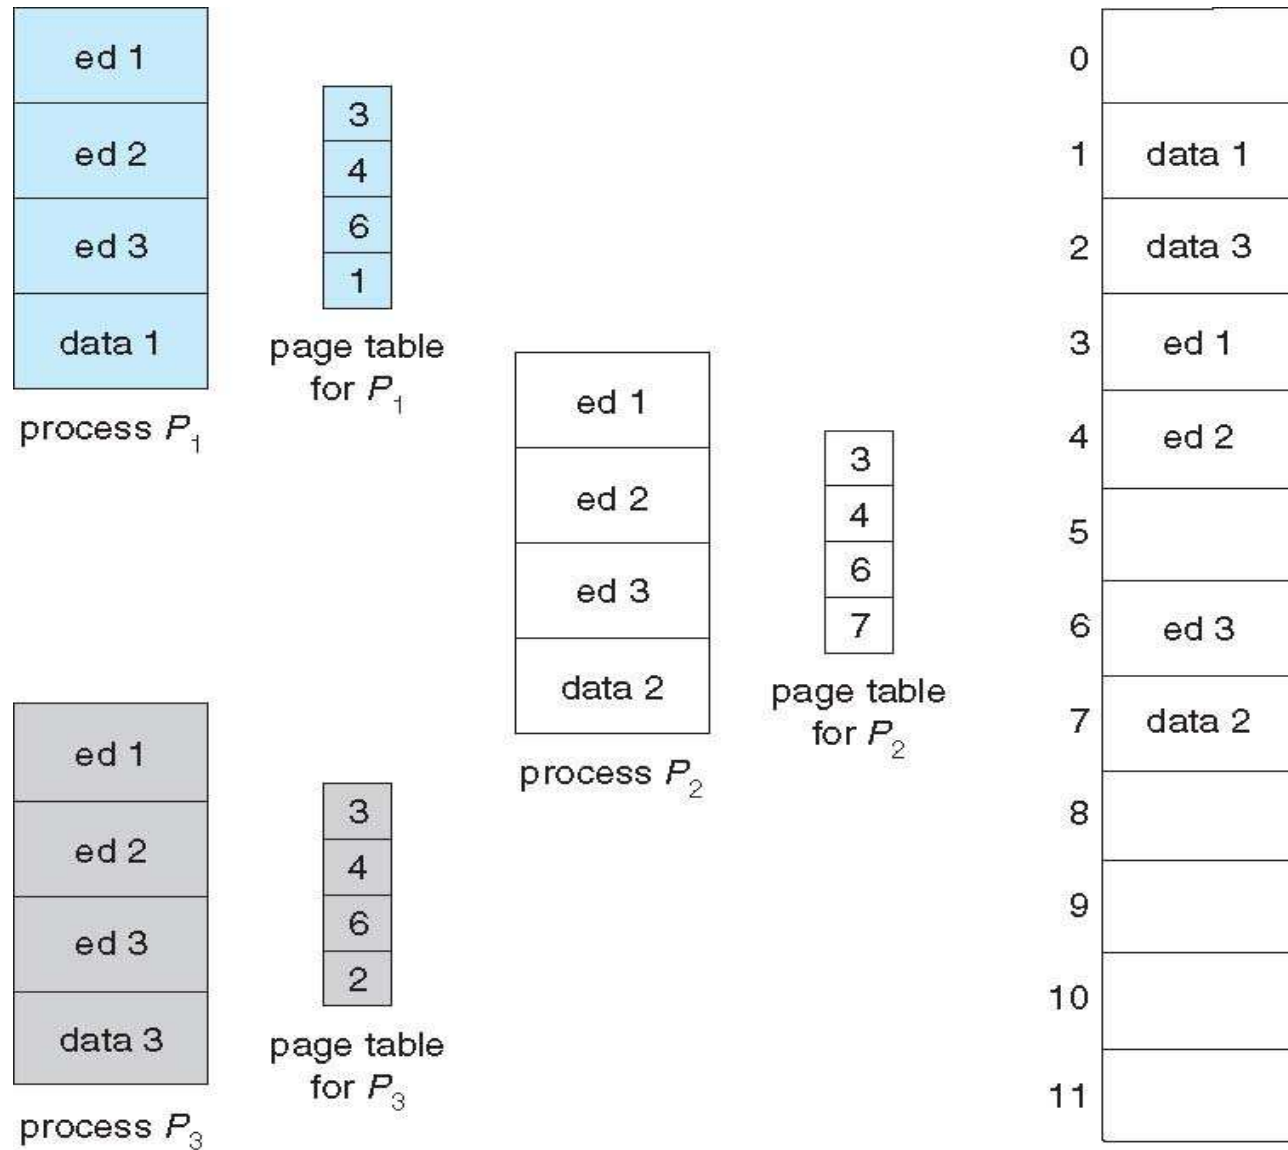 ed 1
ed 2
ed 3
data 1
process P1
3
4
6
1
page table
for P1
ed 1
ed 2
ed 3
data 2
process P2
3
4
6
7
page table
for P2
ed 1
ed 2
ed 3
data 3
process P3
3
4
6
2
page table
for P3
0
1 data 1
2 data 3
3 ed 1
4 ed 2
5
6 ed 3
7 data 2
8
9
10
11